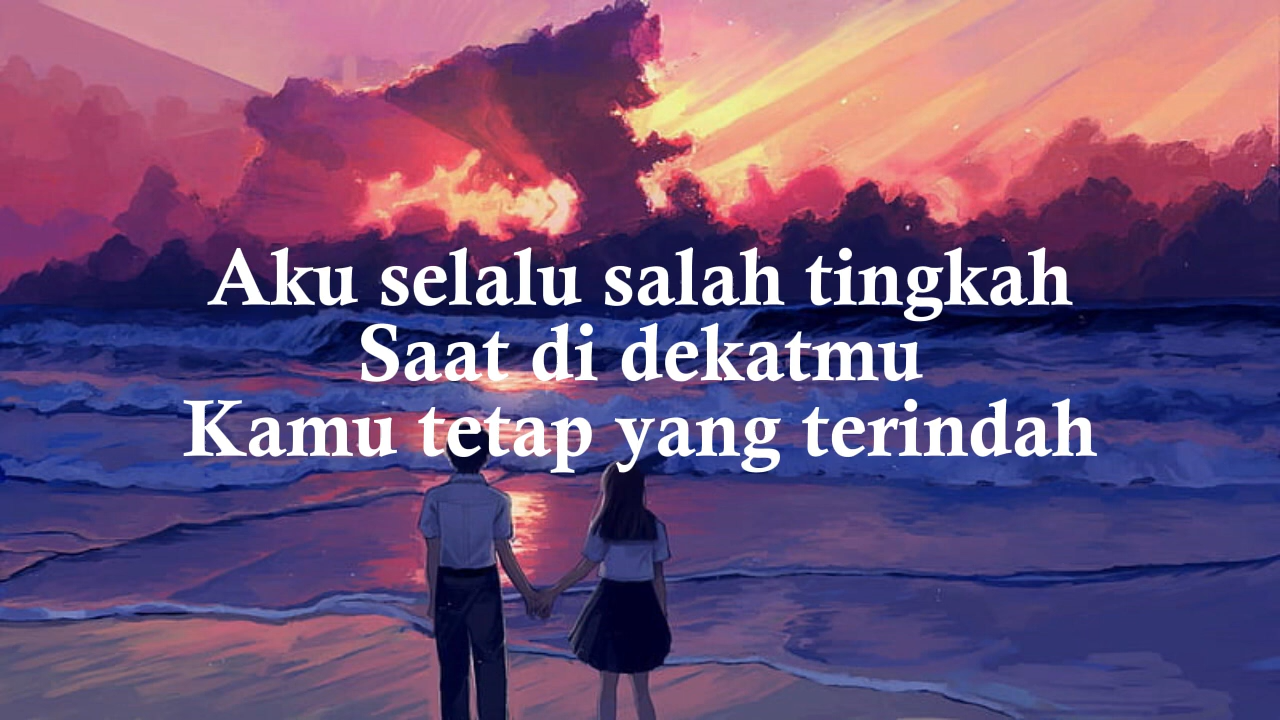 Aku selalu salah tingkah
Saat di dekatmu
Kamu tetap yang terindah